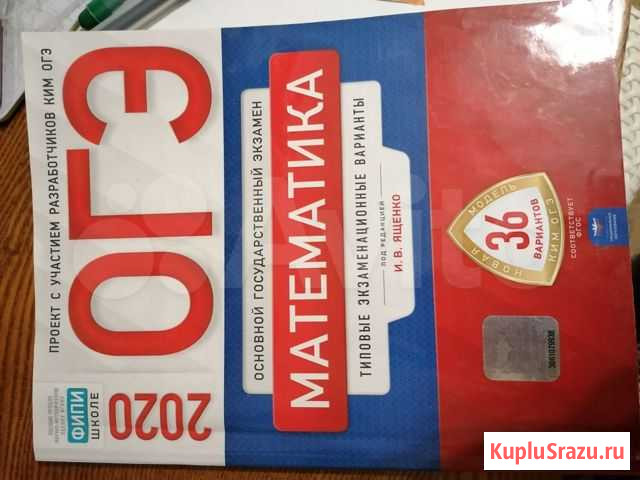 ПРОЕКТ С УЧАСТИЕМ РАЗРАБОТЧИКОВ КИМ ОГЭ
ОГЭ
ФИПИ
ШКОЛЕ
2020
ОСНОВНОЙ ГОСУДАРСТВЕННЫЙ ЭКЗАМЕН
МАТЕМАТИКА
ТИПОВЫЕ ЭКЗАМЕНАЦИОННЫЕ ВАРИАНТЫ
ПОД РЕДАКЦИЕЙ
И. В. ЯЩЕНКО
НОВАЯ МОДЕЛЬ КИМ ОГЭ
36
ВАРИАНТОВ
СООТВЕТСТВУЕТ
ФГОС
Avito
KupluSrazu.ru